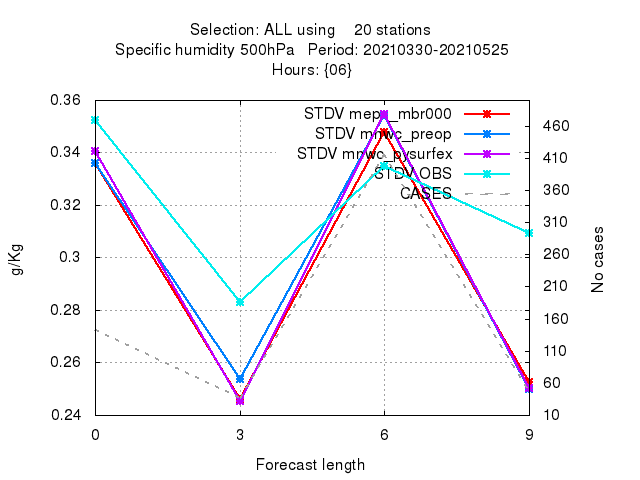 Selection: ALL using 20 stations
Specific humidity 500hPa Period: 20210330-20210525
Hours: {06}
0.36
0.34
0.32
0.3
0.28
0.26
0.24
g/Kg
STDV mnwc_preop
STDV OBS
CASES
460
410
360
310
260
210
160
110
60
10
No cases
0 3 6 9
Forecast length